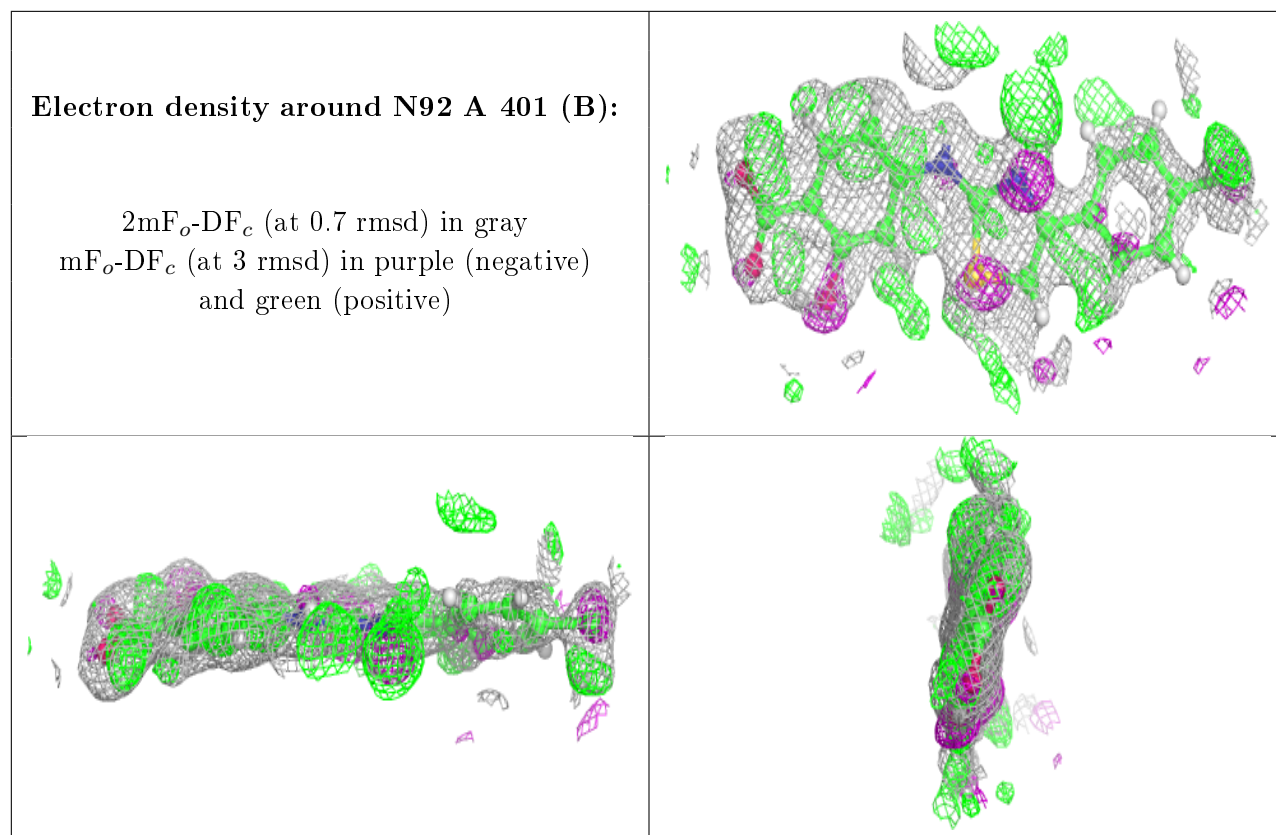 Electron density around N92 A 401 (B):
2mFₒ-DF𝒸 (at 0.7 rmsd) in gray
mFₒ-DF𝒸 (at 3 rmsd) in purple (negative)
and green (positive)